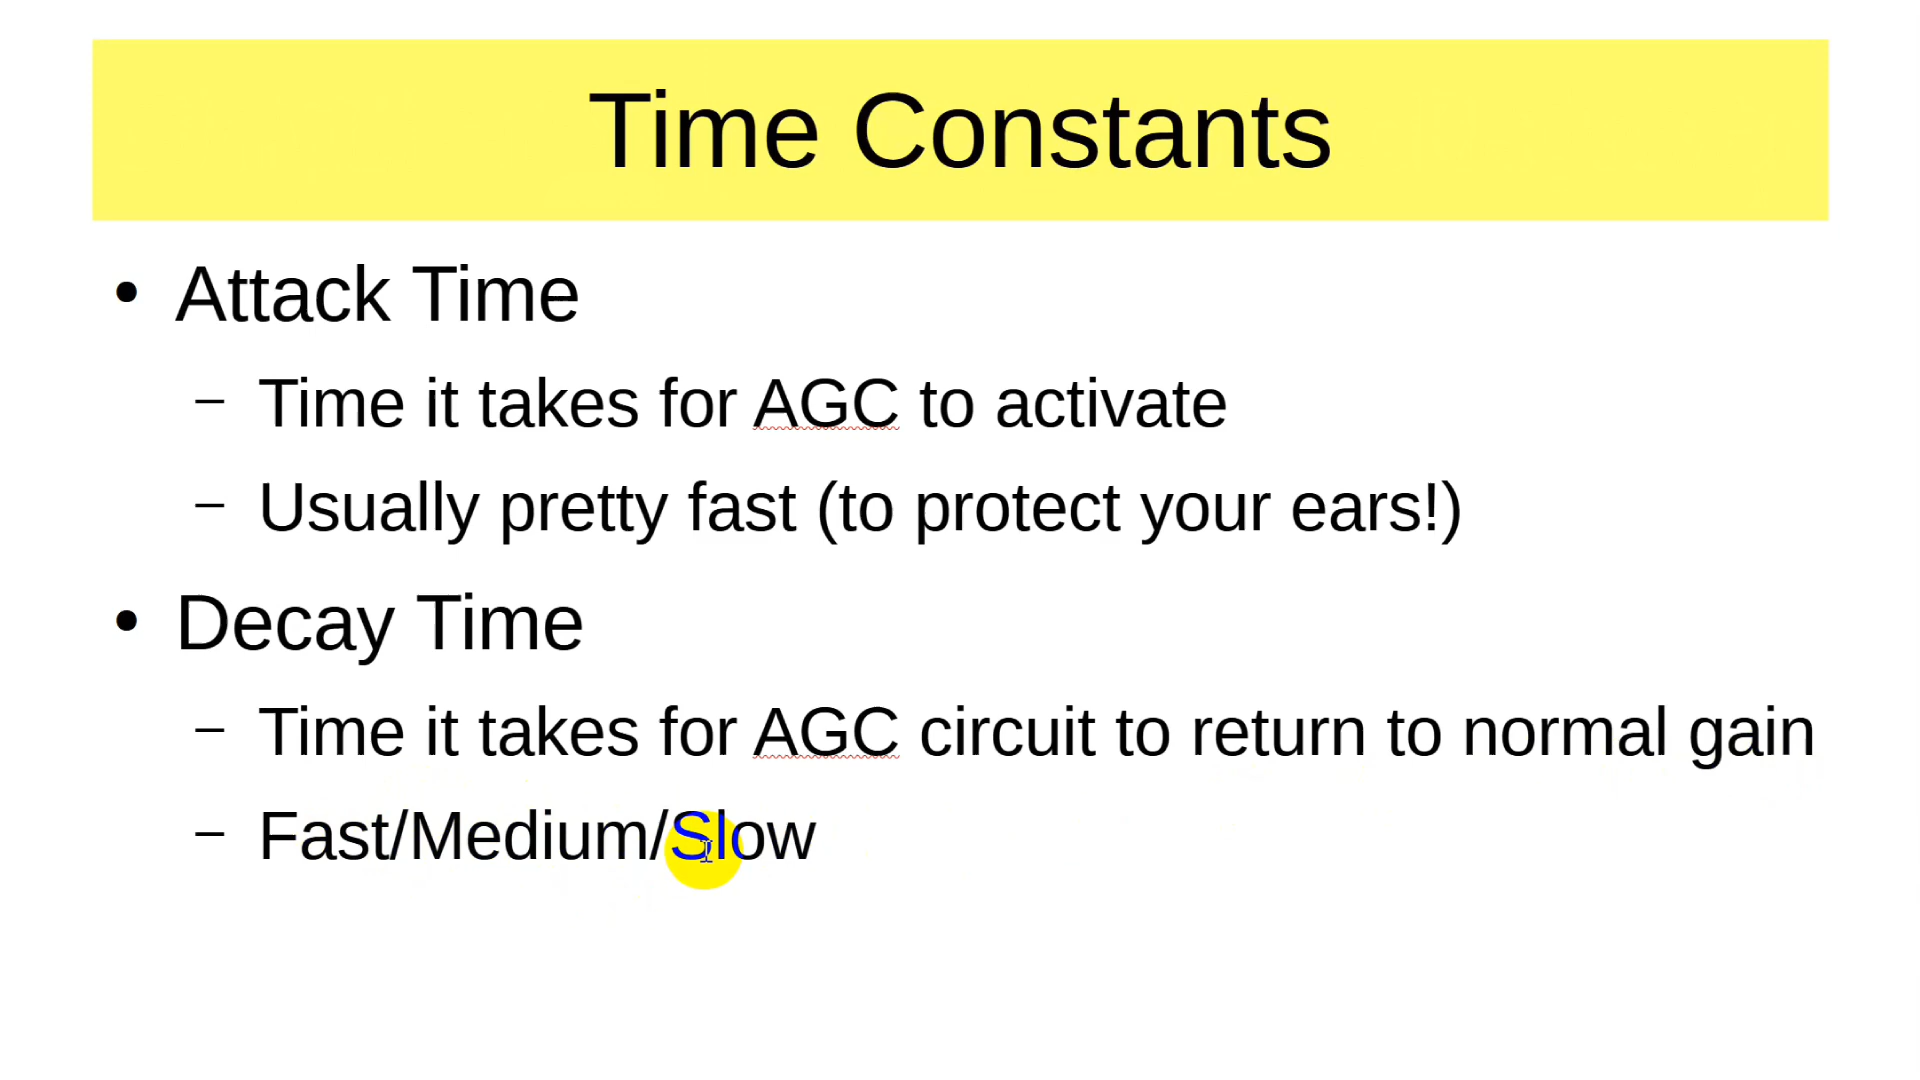 Time Constants
• Attack Time
– Time it takes for AGC to activate
– Usually pretty fast (to protect your ears!)
• Decay Time
– Time it takes for AGC circuit to return to normal gain
– Fast/Medium/Slow